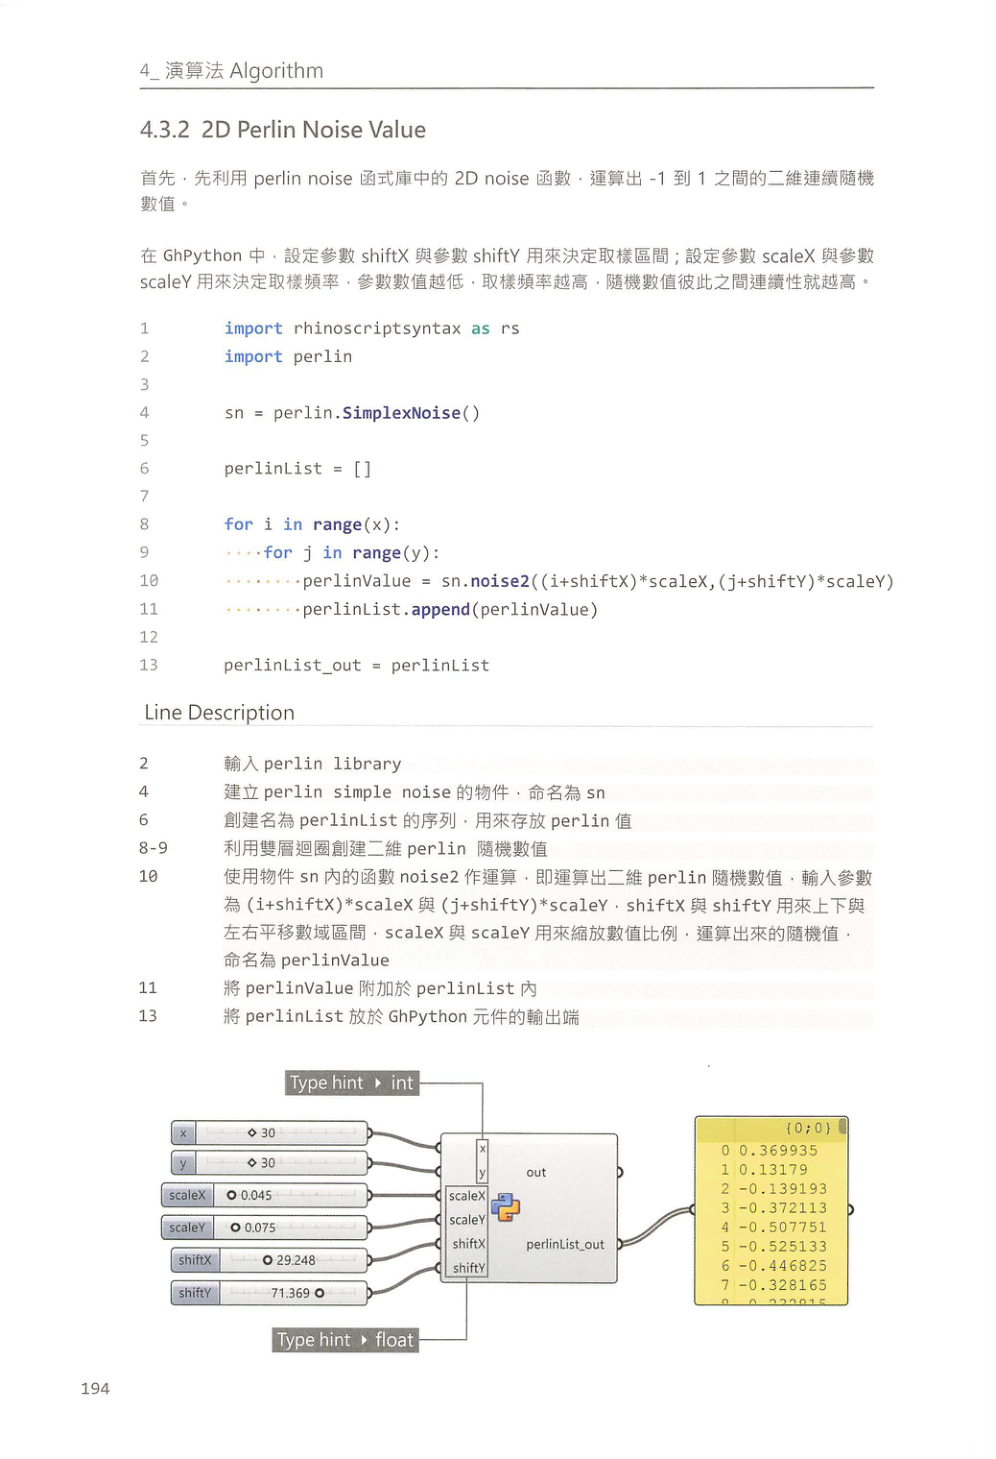 4_ 演算法 Algorithm
4.3.2 2D Perlin Noise Value
首先，先利用 perlin noise 函式庫中的 2D noise 函數，運算出 -1 到 1 之間的二維連續隨機
數值。
在 GhPython 中，設定參數 shiftX 與參數 shiftY 用來決定取樣區間；設定參數 scaleX 與參數
scaleY 用來決定取樣頻率，參數數值越低，取樣頻率越高，隨機數值彼此之間連續性就越高。
1 import rhinoscriptsyntax as rs
2 import perlin
3
4 sn = perlin.SimplexNoise()
5
6 perlinList = []
7
8 for i in range(x):
9 ····for j in range(y):
10 ········perlinValue = sn.noise2((i+shiftX)*scaleX,(j+shiftY)*scaleY)
11 ········perlinList.append(perlinValue)
12
13 perlinList_out = perlinList
Line Description
2 輸入 perlin library
4 建立 perlin simple noise 的物件，命名為 sn
6 創建名為 perlinList 的序列，用來存放 perlin 值
8-9 利用雙層迴圈創建二維 perlin 隨機數值
10 使用物件 sn 內的函數 noise2 作運算，即運算出二維 perlin 隨機數值，輸入參數
為 (i+shiftX)*scaleX 與 (j+shiftY)*scaleY，shiftX 與 shiftY 用來上下與
左右平移數域區間，scaleX 與 scaleY 用來縮放數值比例，運算出來的隨機值，
命名為 perlinValue
11 將 perlinValue 附加於 perlinList 內
13 將 perlinList 放於 GhPython 元件的輸出端
Type hint ▸ int
x 30
y 30
scaleX 0.045
scaleY 0.075
shiftX 29.248
shiftY 71.369
x
y
scaleX
scaleY
shiftX
shiftY
out
perlinList_out
{0;0}
0 0.369935
1 0.13179
2 -0.139193
3 -0.372113
4 -0.507751
5 -0.525133
6 -0.446825
7 -0.328165
Type hint ▸ float
194